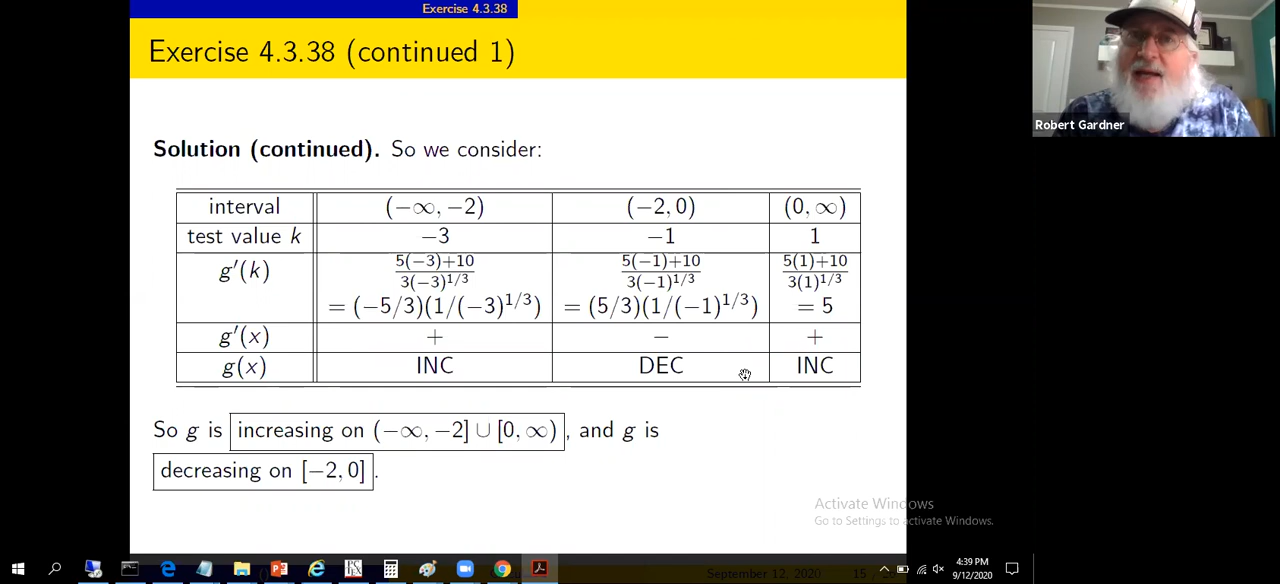 Exercise 4.3.38
Exercise 4.3.38 (continued 1)
Robert Gardner
Solution (continued). So we consider:
interval (−∞, −2) (−2, 0) (0, ∞)
test value k −3 −1 1
g′(k) 5(−3)+10/3(−3)^1/3 5(−1)+10/3(−1)^1/3 5(1)+10/3(1)^1/3
= (−5/3)(1/(−3)^1/3) = (5/3)(1/(−1)^1/3) = 5
g′(x) + − +
g(x) INC DEC INC
So g is increasing on (−∞, −2] ∪ [0, ∞), and g is
decreasing on [−2, 0].
Activate Windows
Go to Settings to activate Windows.
4:39 PM
September 12, 2020 15 /
9/12/2020